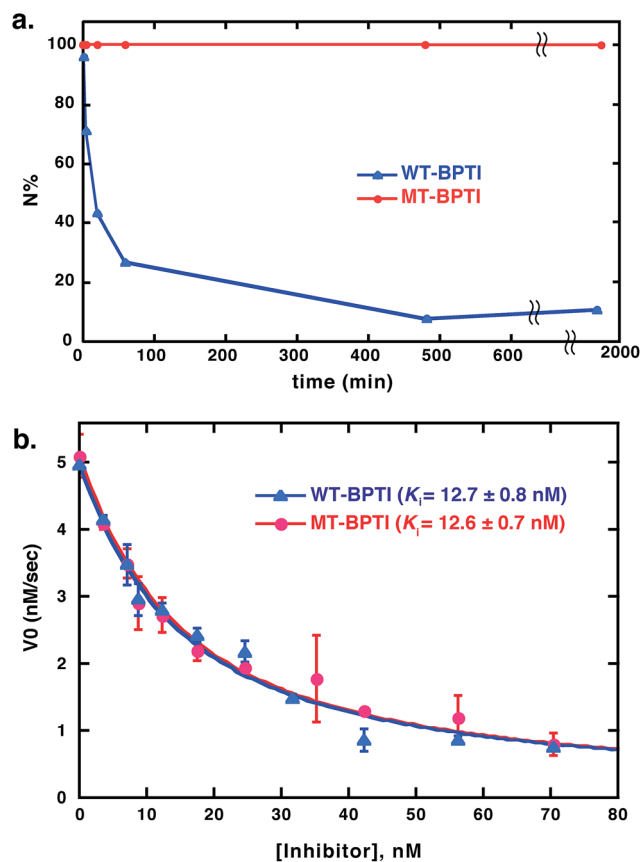 a.
100
80
60
40
20
0
N%
WT-BPTI
MT-BPTI
0 100 200 300 400 500 600 2000
time (min)
b.
5
4
3
2
1
0
V0 (nM/sec)
WT-BPTI (Ki= 12.7 ± 0.8 nM)
MT-BPTI (Ki= 12.6 ± 0.7 nM)
0 10 20 30 40 50 60 70 80
[Inhibitor], nM